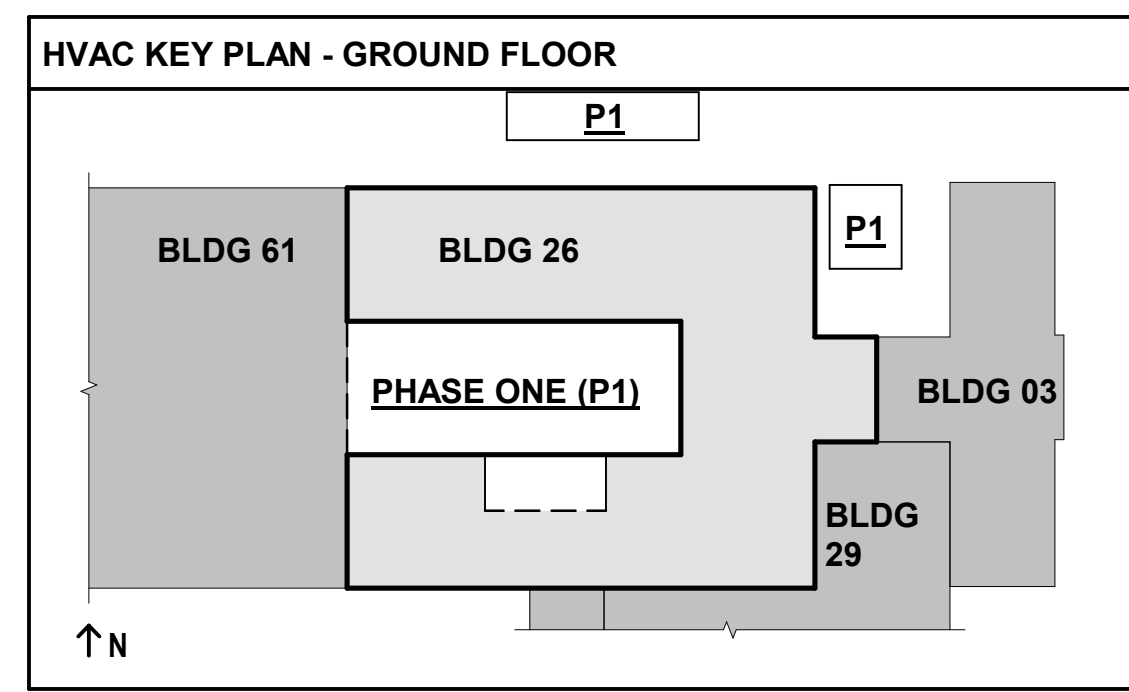 HVAC KEY PLAN - GROUND FLOOR
P1
P1
BLDG 61
BLDG 26
PHASE ONE (P1)
BLDG 03
BLDG
29
N